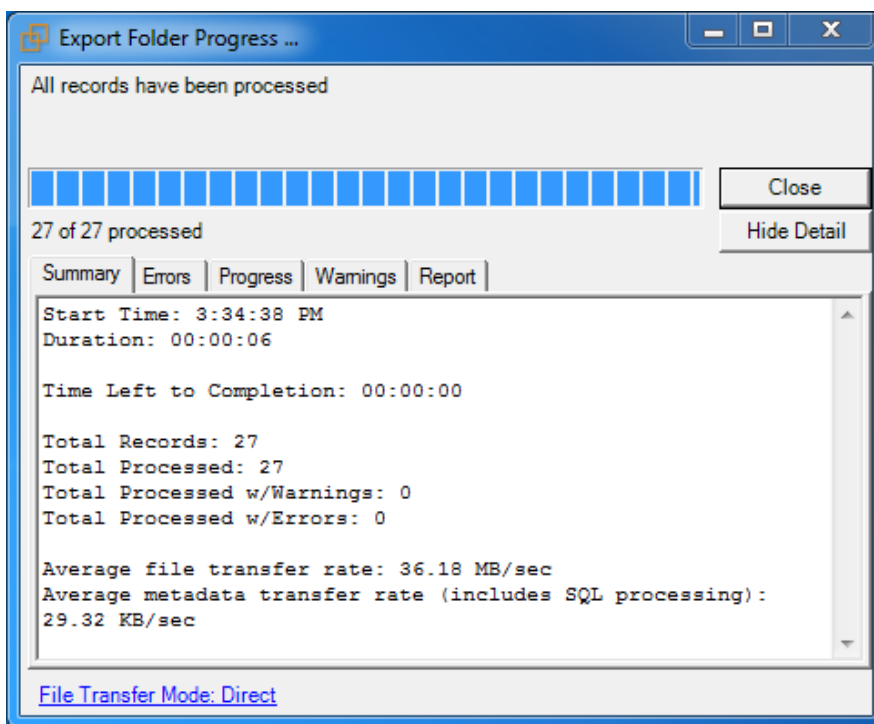 Export Folder Progress ...
All records have been processed
Close
27 of 27 processed
Hide Detail
Summary Errors Progress Warnings Report
Start Time: 3:34:38 PM
Duration: 00:00:06
Time Left to Completion: 00:00:00
Total Records: 27
Total Processed: 27
Total Processed w/Warnings: 0
Total Processed w/Errors: 0
Average file transfer rate: 36.18 MB/sec
Average metadata transfer rate (includes SQL processing):
29.32 KB/sec
File Transfer Mode: Direct